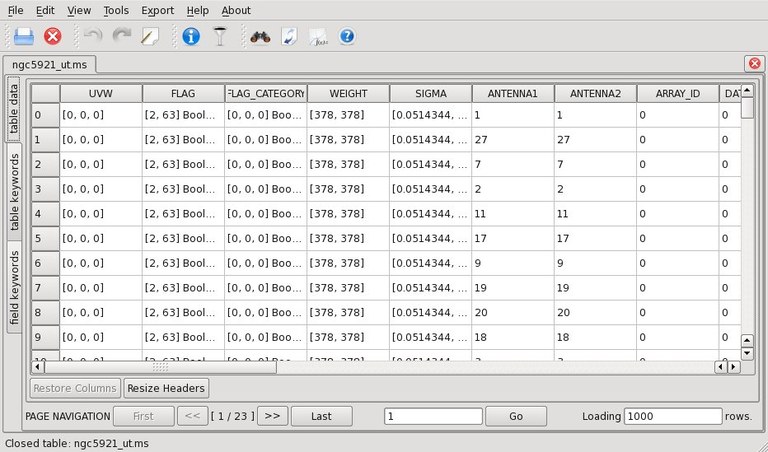 File Edit View Tools Export Help About
ngc5921_ut.ms
table data
table keywords
field keywords
UVW FLAG FLAG_CATEGORY WEIGHT SIGMA ANTENNA1 ANTENNA2 ARRAY_ID DAT
0 [0, 0, 0] [2, 63] Bool... [0, 0, 0] Boo... [378, 378] [0.0514344, ... 1 1 0 0
1 [0, 0, 0] [2, 63] Bool... [0, 0, 0] Boo... [378, 378] [0.0514344, ... 27 27 0 0
2 [0, 0, 0] [2, 63] Bool... [0, 0, 0] Boo... [378, 378] [0.0514344, ... 7 7 0 0
3 [0, 0, 0] [2, 63] Bool... [0, 0, 0] Boo... [378, 378] [0.0514344, ... 2 2 0 0
4 [0, 0, 0] [2, 63] Bool... [0, 0, 0] Boo... [378, 378] [0.0514344, ... 11 11 0 0
5 [0, 0, 0] [2, 63] Bool... [0, 0, 0] Boo... [378, 378] [0.0514344, ... 17 17 0 0
6 [0, 0, 0] [2, 63] Bool... [0, 0, 0] Boo... [378, 378] [0.0514344, ... 9 9 0 0
7 [0, 0, 0] [2, 63] Bool... [0, 0, 0] Boo... [378, 378] [0.0514344, ... 19 19 0 0
8 [0, 0, 0] [2, 63] Bool... [0, 0, 0] Boo... [378, 378] [0.0514344, ... 20 20 0 0
9 [0, 0, 0] [2, 63] Bool... [0, 0, 0] Boo... [378, 378] [0.0514344, ... 18 18 0 0
Restore Columns Resize Headers
PAGE NAVIGATION First << [ 1 / 23 ] >> Last 1 Go Loading 1000 rows.
Closed table: ngc5921_ut.ms